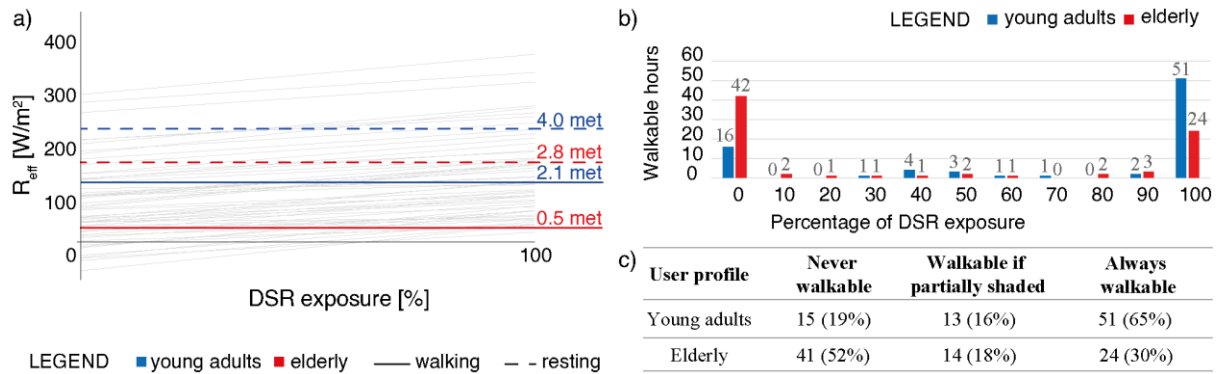 a)
R_eff [W/m²]
400
300
200
100
0
4.0 met
2.8 met
2.1 met
0.5 met
100
DSR exposure [%]
LEGEND young adults elderly walking resting
b)
LEGEND young adults elderly
Walkable hours
60
50
40
30
20
10
0
16 42 0 2 0 1 1 1 4 1 3 2 1 1 1 0 0 2 2 3 51 24
0 10 20 30 40 50 60 70 80 90 100
Percentage of DSR exposure
c)
User profile Never walkable Walkable if partially shaded Always walkable
Young adults 15 (19%) 13 (16%) 51 (65%)
Elderly 41 (52%) 14 (18%) 24 (30%)